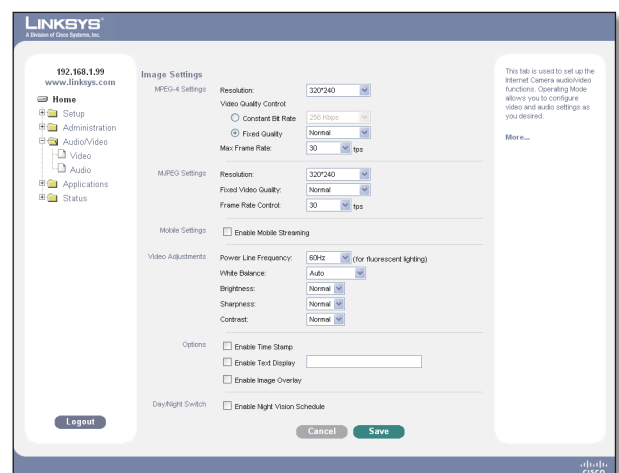 LINKSYS®
A Division of Cisco Systems, Inc.
192.168.1.99
www.linksys.com
Home
Setup
Administration
Audio/Video
Video
Audio
Applications
Status
Logout
Image Settings
MPEG-4 Settings
Resolution: 320*240
Video Quality Control:
Constant Bit Rate 256 Kbps
Fixed Quality Normal
Max Frame Rate: 30 fps
MJPEG Settings
Resolution: 320*240
Fixed Video Quality: Normal
Frame Rate Control: 30 fps
Mobile Settings
Enable Mobile Streaming
Video Adjustments
Power Line Frequency: 60Hz (for fluorescent lighting)
White Balance: Auto
Brightness: Normal
Sharpness: Normal
Contrast: Normal
Options
Enable Time Stamp
Enable Text Display
Enable Image Overlay
Day/Night Switch
Enable Night Vision Schedule
Cancel Save
This tab is used to set up the
Internet Camera audio/video
functions. Operating Mode
allows you to configure
video and audio settings as
you desired.
More...
CISCO